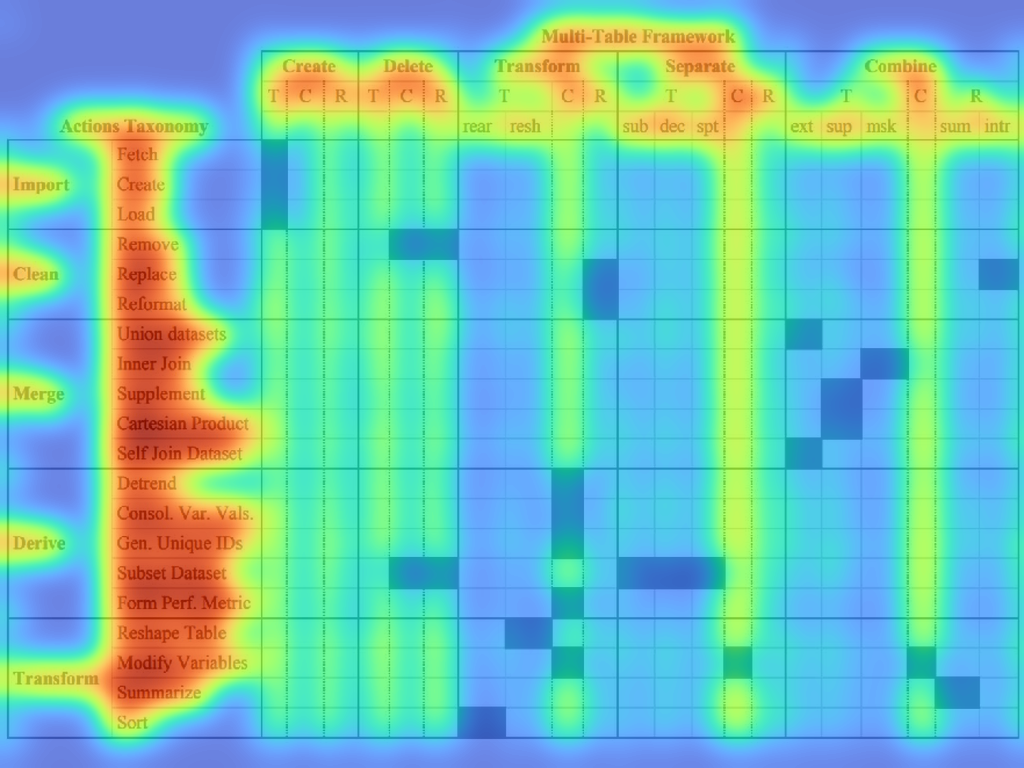 Multi-Table Framework
Create Delete Transform Separate Combine
T C R T C R T C R T C R T C R
Actions Taxonomy rear resh sub dec spt ext sup msk sum intr
Fetch
Import Create
Load
Remove
Clean Replace
Reformat
Union datasets
Inner Join
Merge Supplement
Cartesian Product
Self Join Dataset
Detrend
Consol. Var. Vals.
Derive Gen. Unique IDs
Subset Dataset
Form Perf. Metric
Reshape Table
Modify Variables
Transform
Summarize
Sort